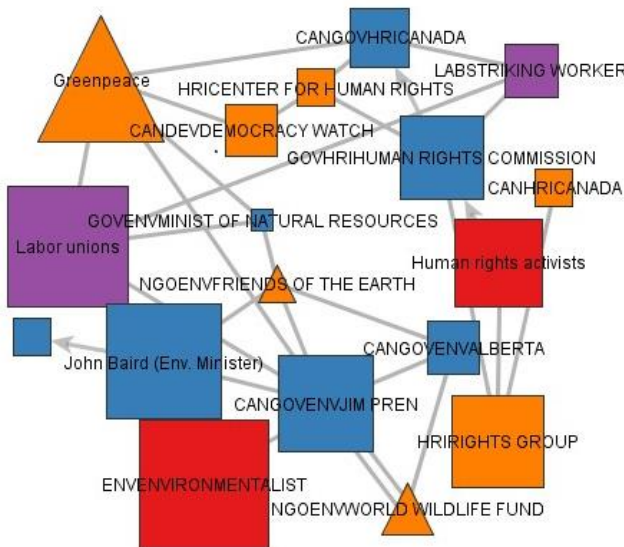 CANGOVHRICANADA
Greenpeace
LABSTRIKING WORKER
HRICENTER FOR HUMAN RIGHTS
CANDEVDEMOCRACY WATCH
GOVHRIHUMAN RIGHTS COMMISSION
CANHRICANADA
GOVENVMINIST OF NATURAL RESOURCES
Labor unions
Human rights activists
NGOENVFRIENDS OF THE EARTH
John Baird (Env. Minister)
CANGOVENVALBERTA
CANGOVENVJIM PREN
HRIRIGHTS GROUP
ENVENVIRONMENTALIST
NGOENVWORLD WILDLIFE FUND